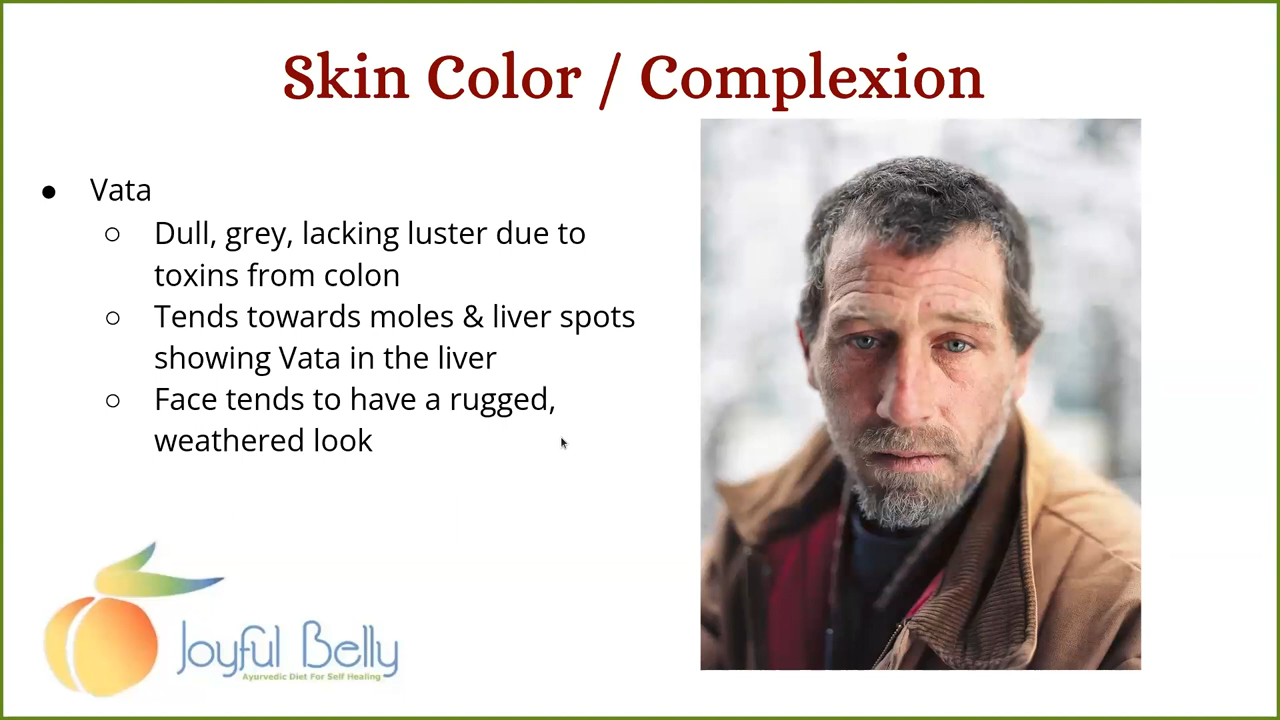 Skin Color / Complexion
● Vata
○ Dull, grey, lacking luster due to
toxins from colon
○ Tends towards moles & liver spots
showing Vata in the liver
○ Face tends to have a rugged,
weathered look
Joyful Belly
Ayurvedic Diet For Self Healing